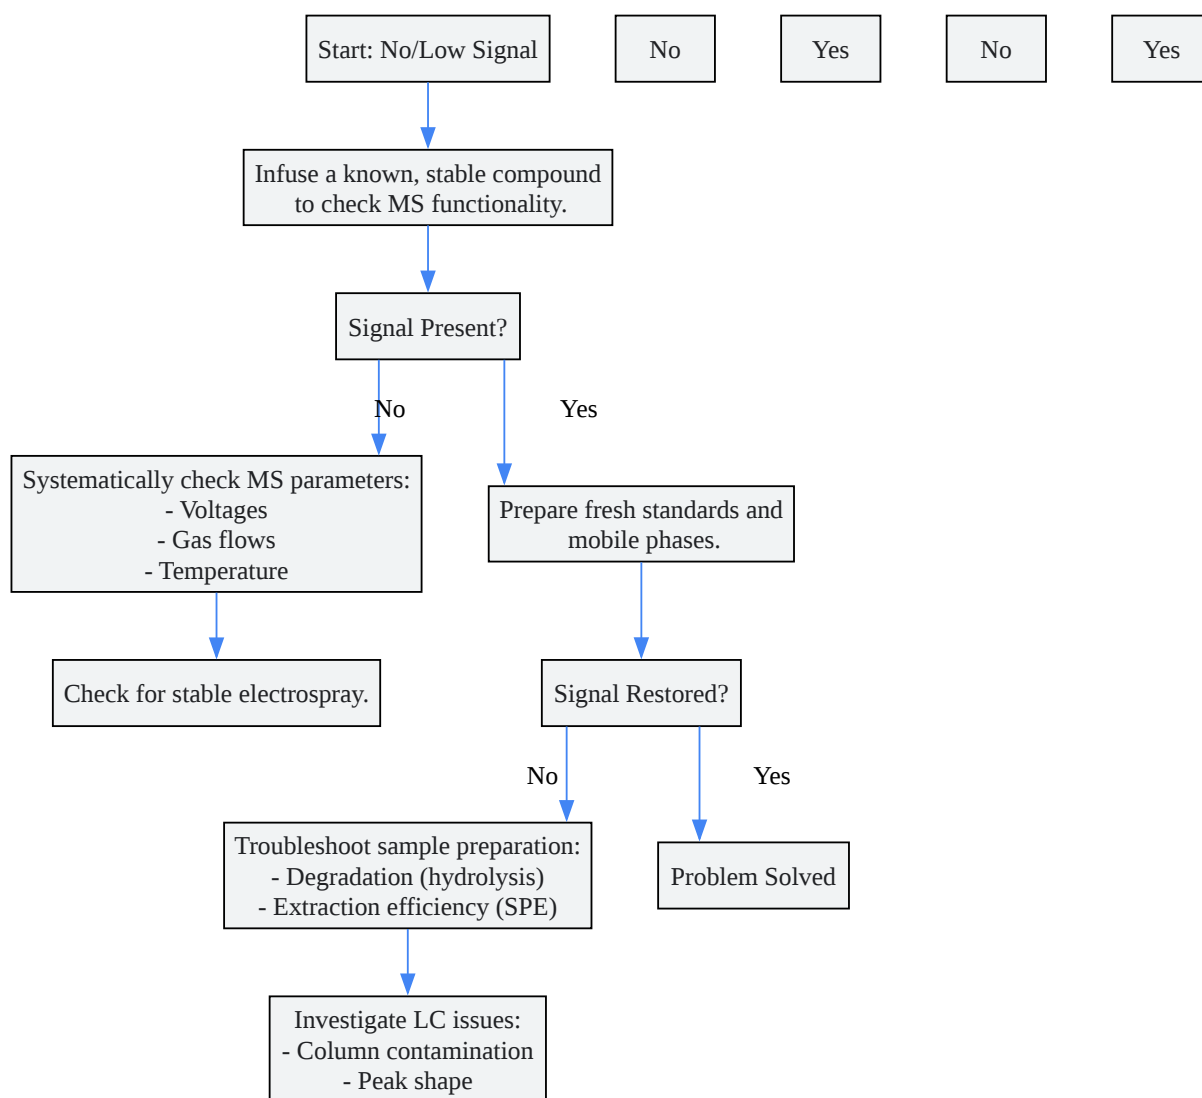 Start: No/Low Signal
No
Yes
No
Yes
Infuse a known, stable compound
to check MS functionality.
Signal Present?
No
Yes
Systematically check MS parameters:
- Voltages
- Gas flows
- Temperature
Prepare fresh standards and
mobile phases.
Check for stable electrospray.
Signal Restored?
No
Yes
Troubleshoot sample preparation:
- Degradation (hydrolysis)
- Extraction efficiency (SPE)
Problem Solved
Investigate LC issues:
- Column contamination
- Peak shape